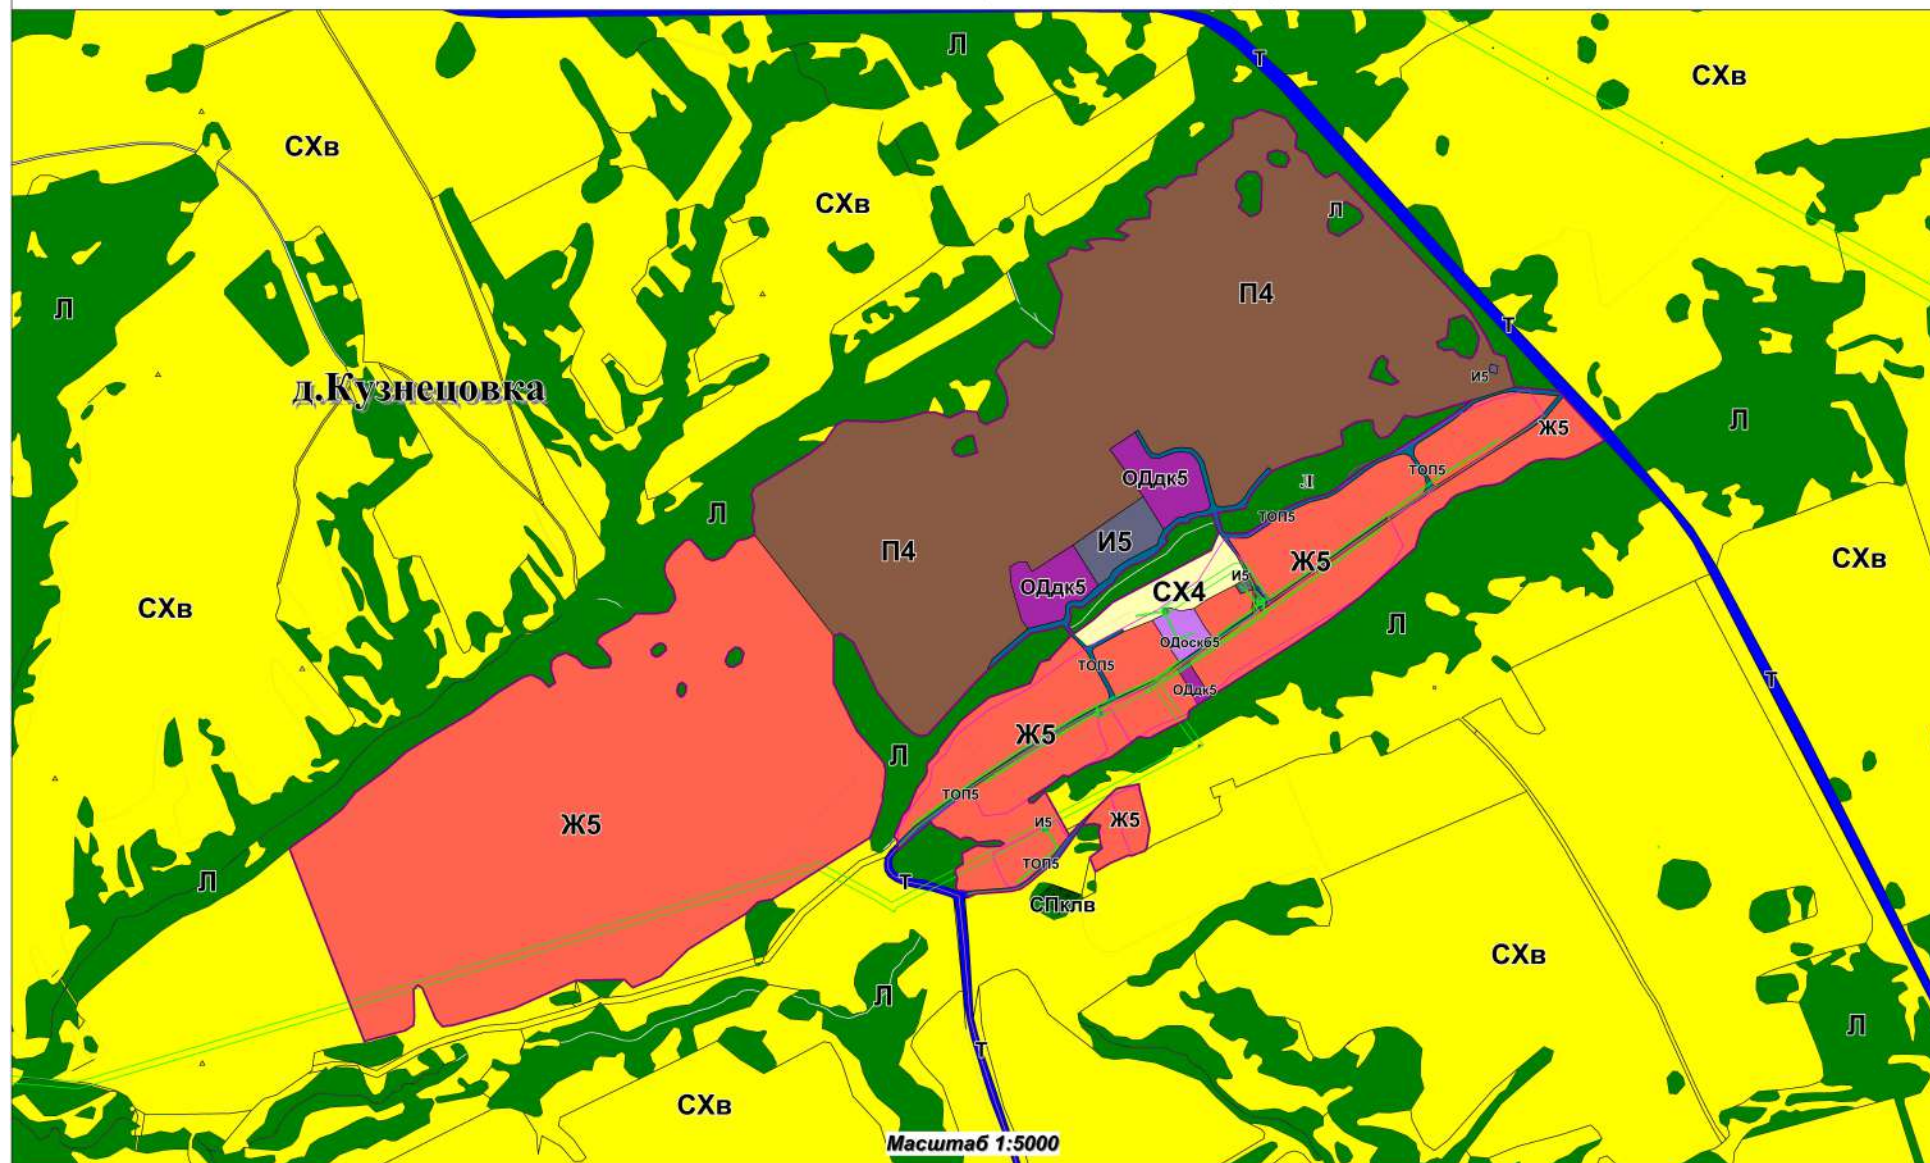 Л
Т
СХв
СХв
СХв
Л
П4
Л
Т
И5
д.Кузнецовка
Л
Ж5
ТОП5
ОДдк5
Л
Л
ТОП5
И5
П4
СХв
Ж5
И5
ОДдк5
СХ4
СХв
Л
ОДоскб5
ТОП5
Т
ОДдк5
Ж5
Л
ТОП5
Ж5
И5
Ж5
ТОП5
Л
Т
СПклв
СХв
Л
Л
Т
СХв
Масштаб 1:5000